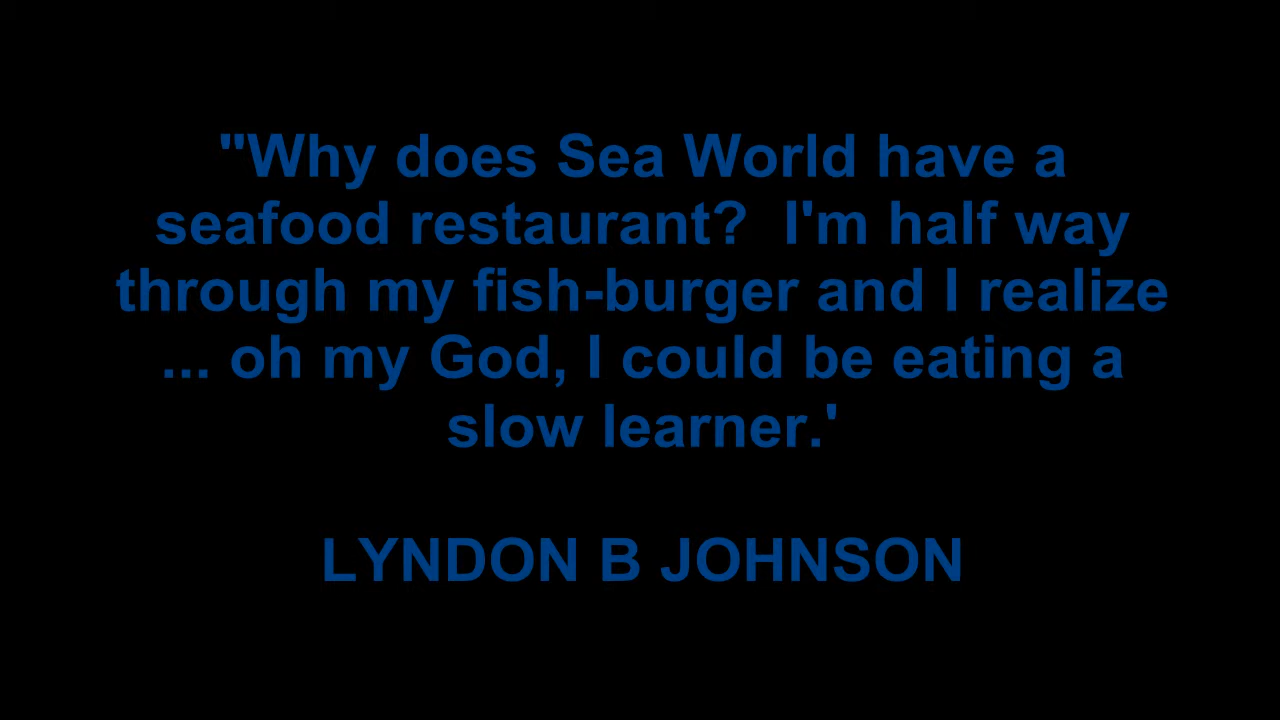 "Why does Sea World have a
seafood restaurant?  I'm half way
through my fish-burger and I realize
... oh my God, I could be eating a
slow learner.'
LYNDON B JOHNSON